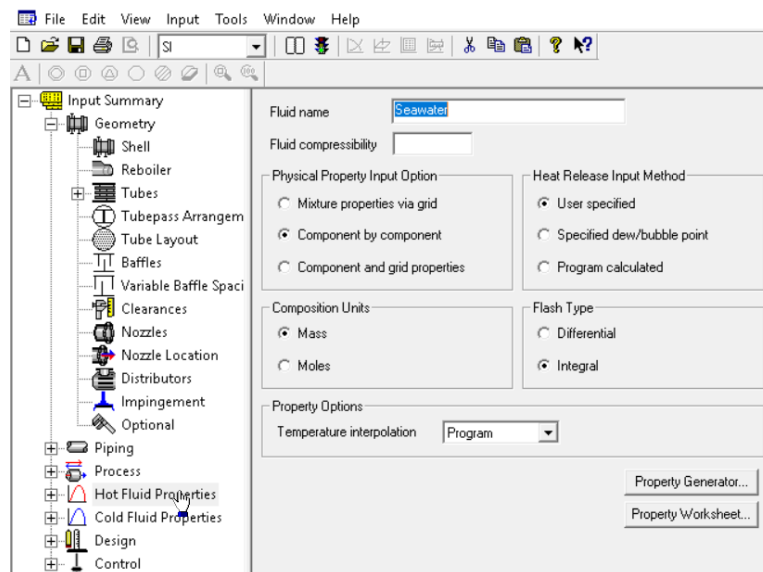 File Edit View Input Tools Window Help
SI
Input Summary
Geometry
Shell
Reboiler
Tubes
Tubepass Arrangem
Tube Layout
Baffles
Variable Baffle Spaci
Clearances
Nozzles
Nozzle Location
Distributors
Impingement
Optional
Piping
Process
Hot Fluid Properties
Cold Fluid Properties
Design
Control
Fluid name Seawater
Fluid compressibility
Physical Property Input Option
Mixture properties via grid
Component by component
Component and grid properties
Heat Release Input Method
User specified
Specified dew/bubble point
Program calculated
Composition Units
Mass
Moles
Flash Type
Differential
Integral
Property Options
Temperature interpolation Program
Property Generator...
Property Worksheet...